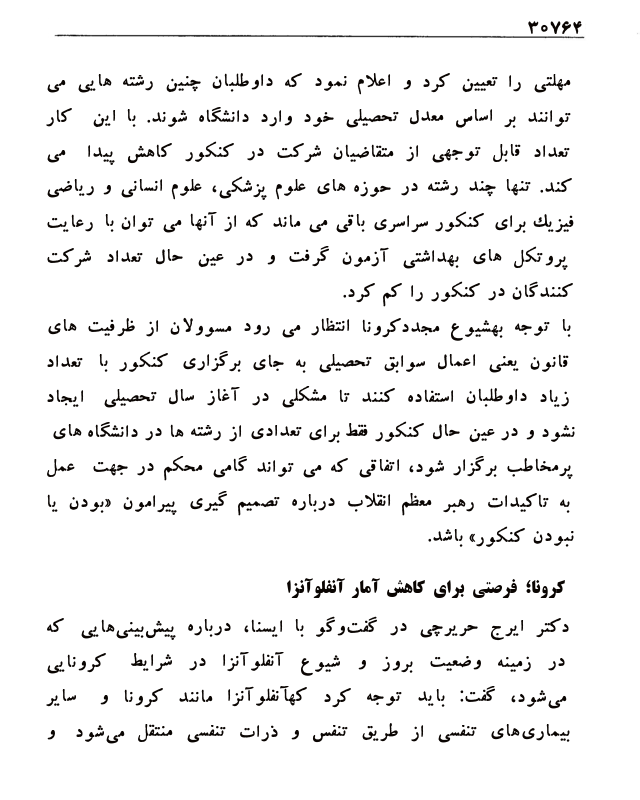 ۳۰۷۶۴
مهلتی را تعیین کرد و اعلام نمود که داوطلبان چنین رشته هایی می
توانند بر اساس معدل تحصیلی خود وارد دانشگاه شوند. با این کار
تعداد قابل توجهی از متقاضیان شرکت در کنکور کاهش پیدا می
کند. تنها چند رشته در حوزه های علوم پزشکی، علوم انسانی و ریاضی
فیزیك برای کنکور سراسری باقی می ماند که از آنها می توان با رعایت
پروتکل های بهداشتی آزمون گرفت و در عین حال تعداد شرکت
کنندگان در کنکور را کم کرد.
با توجه بهشیوع مجددکرونا انتظار می رود مسوولان از ظرفیت های
قانون یعنی اعمال سوابق تحصیلی به جای برگزاری کنکور با تعداد
زیاد داوطلبان استفاده کنند تا مشکلی در آغاز سال تحصیلی ایجاد
نشود و در عین حال کنکور فقط برای تعدادی از رشته ها در دانشگاه های
پرمخاطب برگزار شود، اتفاقی که می تواند گامی محکم در جهت عمل
به تاکیدات رهبر معظم انقلاب درباره تصمیم گیری پیرامون «بودن یا
نبودن کنکور» باشد.
کرونا؛ فرصتی برای کاهش آمار آنفلوآنزا
دکتر ایرج حریرچی در گفت‌وگو با ایسنا، درباره پیش‌بینی‌هایی که
در زمینه وضعیت بروز و شیوع آنفلوآنزا در شرایط کرونایی
می‌شود، گفت: باید توجه کرد کهآنفلوآنزا مانند کرونا و سایر
بیماری‌های تنفسی از طریق تنفس و ذرات تنفسی منتقل می‌شود و